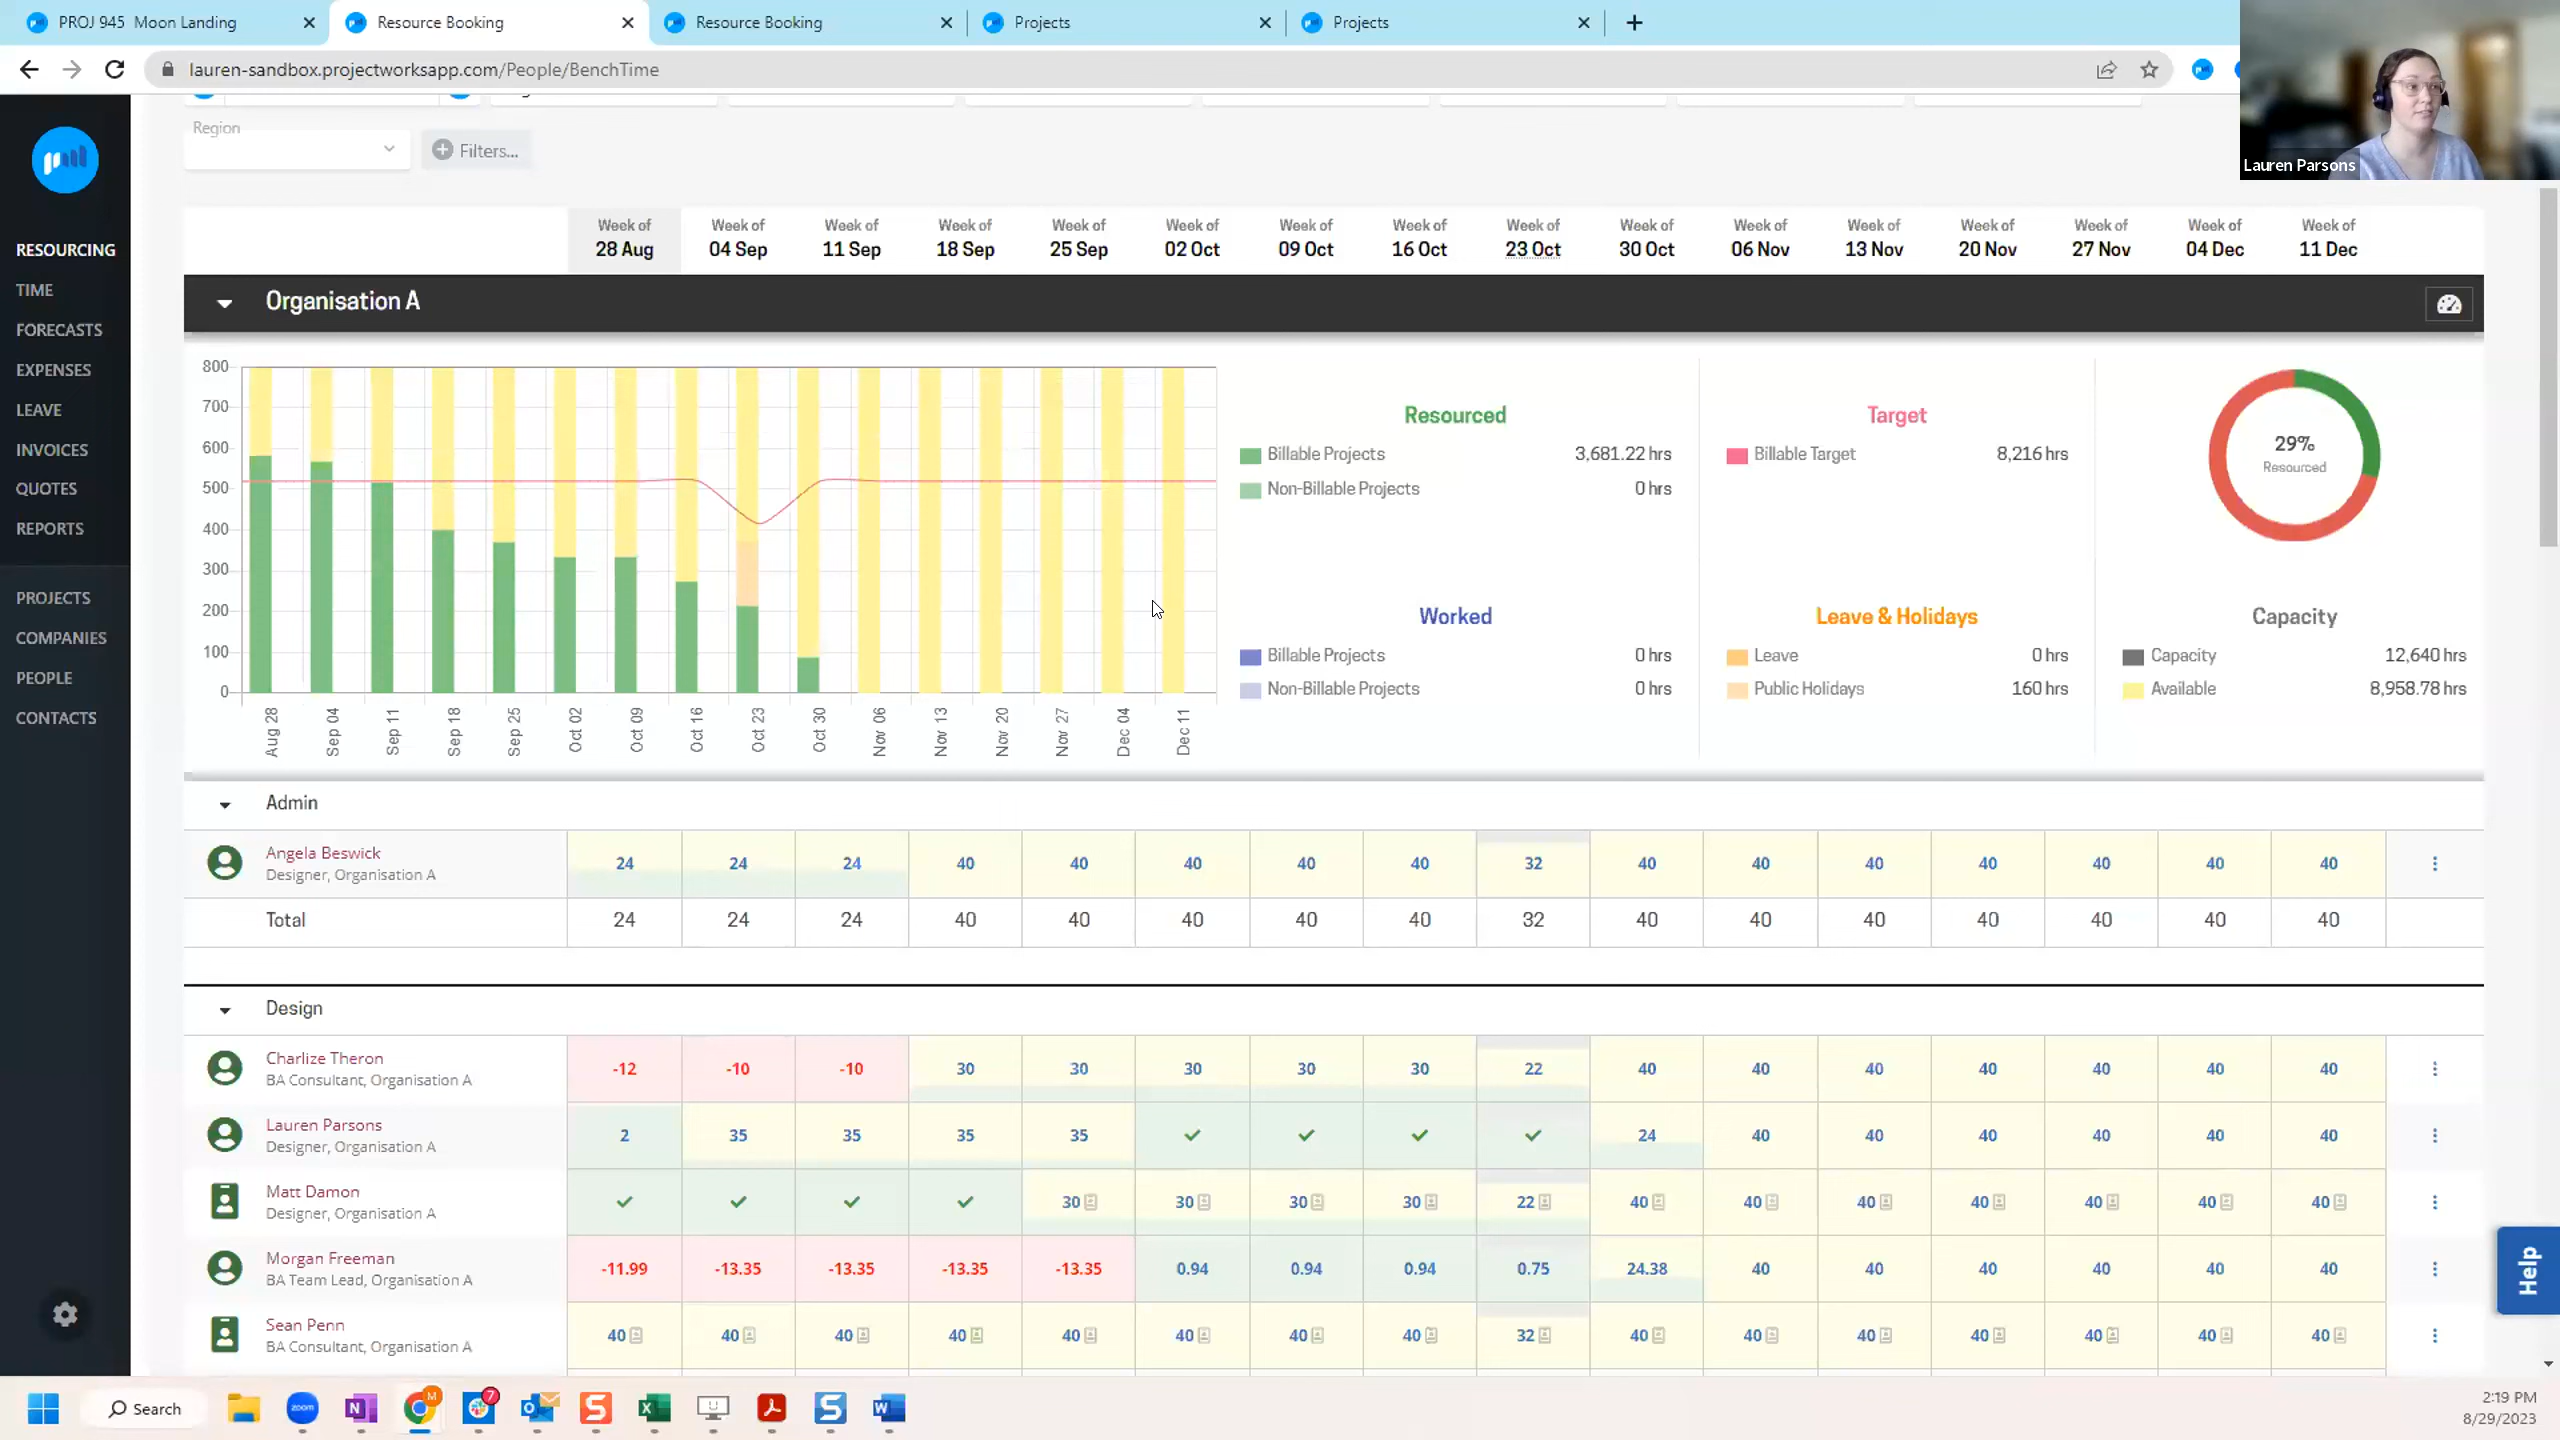 PROJ 945 Moon Landing
Resource Booking
Resource Booking
Projects
Projects
lauren-sandbox.projectworksapp.com/People/BenchTime
Lauren Parsons
Region
Filters...
RESOURCING
TIME
FORECASTS
EXPENSES
LEAVE
INVOICES
QUOTES
REPORTS
PROJECTS
COMPANIES
PEOPLE
CONTACTS
Week of Week of Week of Week of Week of Week of Week of Week of Week of Week of Week of Week of Week of Week of Week of Week of
28 Aug 04 Sep 11 Sep 18 Sep 25 Sep 02 Oct 09 Oct 16 Oct 23 Oct 30 Oct 06 Nov 13 Nov 20 Nov 27 Nov 04 Dec 11 Dec
Organisation A
800
700
600
500
400
300
200
100
0
Aug 28 Sep 04 Sep 11 Sep 18 Sep 25 Oct 02 Oct 09 Oct 16 Oct 23 Oct 30 Nov 06 Nov 13 Nov 20 Nov 27 Dec 04 Dec 11
Resourced
Billable Projects 3,681.22 hrs
Non-Billable Projects 0 hrs
Target
Billable Target 8,216 hrs
29%
Resourced
Worked
Billable Projects 0 hrs
Non-Billable Projects 0 hrs
Leave & Holidays
Leave 0 hrs
Public Holidays 160 hrs
Capacity
Capacity 12,640 hrs
Available 8,958.78 hrs
Admin
Angela Beswick
Designer, Organisation A
24 24 24 40 40 40 40 40 32 40 40 40 40 40 40 40
Total 24 24 24 40 40 40 40 40 32 40 40 40 40 40 40 40
Design
Charlize Theron
BA Consultant, Organisation A
-12 -10 -10 30 30 30 30 30 22 40 40 40 40 40 40 40
Lauren Parsons
Designer, Organisation A
2 35 35 35 35 24 40 40 40 40 40 40
Matt Damon
Designer, Organisation A
30 30 30 30 22 40 40 40 40 40 40 40
Morgan Freeman
BA Team Lead, Organisation A
-11.99 -13.35 -13.35 -13.35 -13.35 0.94 0.94 0.94 0.75 24.38 40 40 40 40 40 40
Sean Penn
BA Consultant, Organisation A
40 40 40 40 40 40 40 40 32 40 40 40 40 40 40 40
Help
Search
zoom
N
M
7
S
X
S
W
2:19 PM
8/29/2023